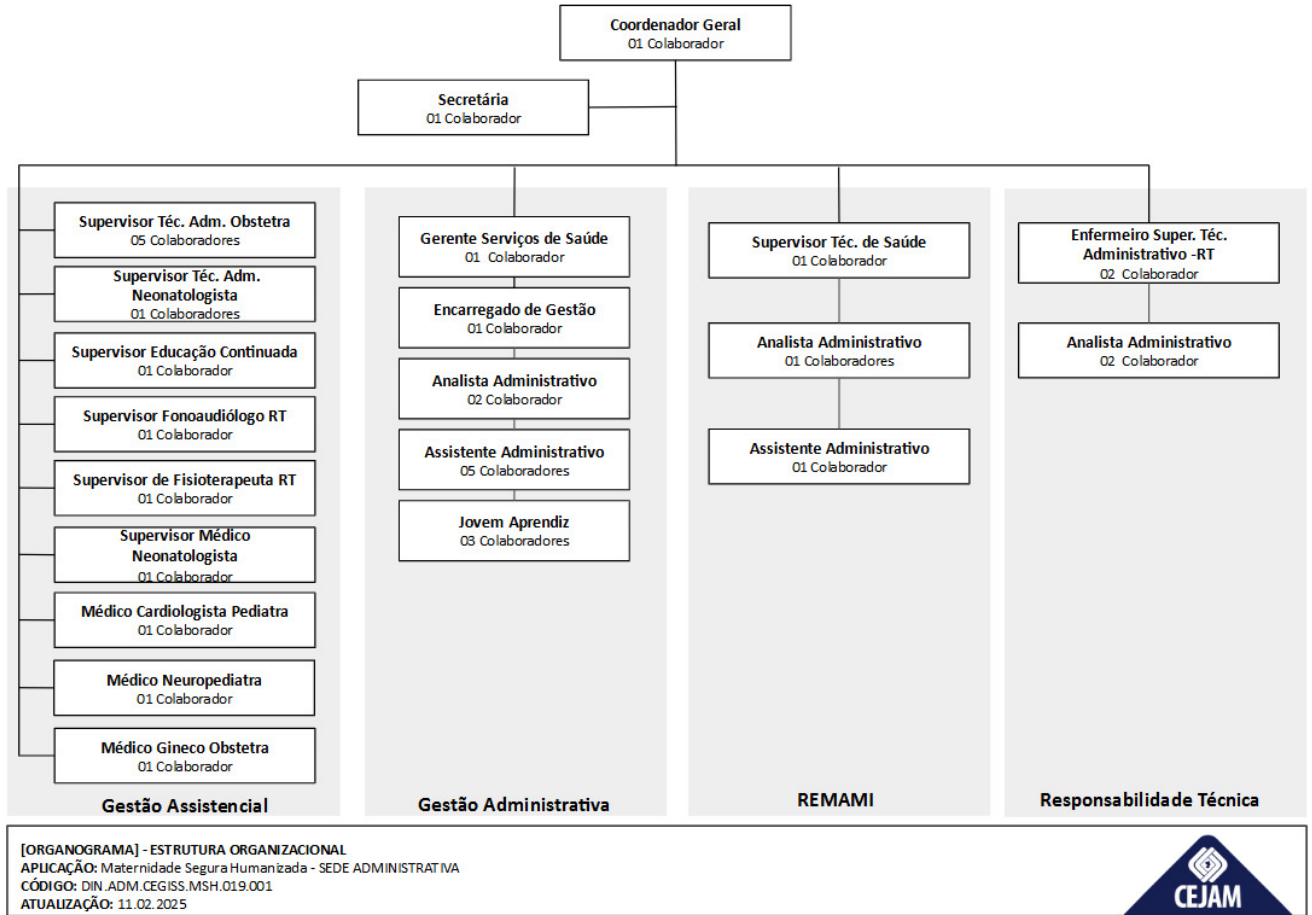 Coordenador Geral
01 Colaborador
Secretária
01 Colaborador
Supervisor Téc. Adm. Obstetra
05 Colaboradores
Supervisor Téc. Adm.
Neonatologista
01 Colaboradores
Supervisor Educação Continuada
01 Colaborador
Supervisor Fonoaudiólogo RT
01 Colaborador
Supervisor de Fisioterapeuta RT
01 Colaborador
Supervisor Médico
Neonatologista
01 Colaborador
Médico Cardiologista Pediatra
01 Colaborador
Médico Neuropediatra
01 Colaborador
Médico Gineco Obstetra
01 Colaborador
Gestão Assistencial
Gerente Serviços de Saúde
01 Colaborador
Encarregado de Gestão
01 Colaborador
Analista Administrativo
02 Colaborador
Assistente Administrativo
05 Colaboradores
Jovem Aprendiz
03 Colaboradores
Gestão Administrativa
Supervisor Téc. de Saúde
01 Colaborador
Analista Administrativo
01 Colaboradores
Assistente Administrativo
01 Colaborador
REMAMI
Enfermeiro Super. Téc.
Administrativo -RT
02 Colaborador
Analista Administrativo
02 Colaborador
Responsabilidade Técnica
[ORGANOGRAMA] - ESTRUTURA ORGANIZACIONAL
APLICAÇÃO: Maternidade Segura Humanizada - SEDE ADMINISTRATIVA
CÓDIGO: DIN.ADM.CEGISS.MSH.019.001
ATUALIZAÇÃO: 11.02.2025
CEJAM